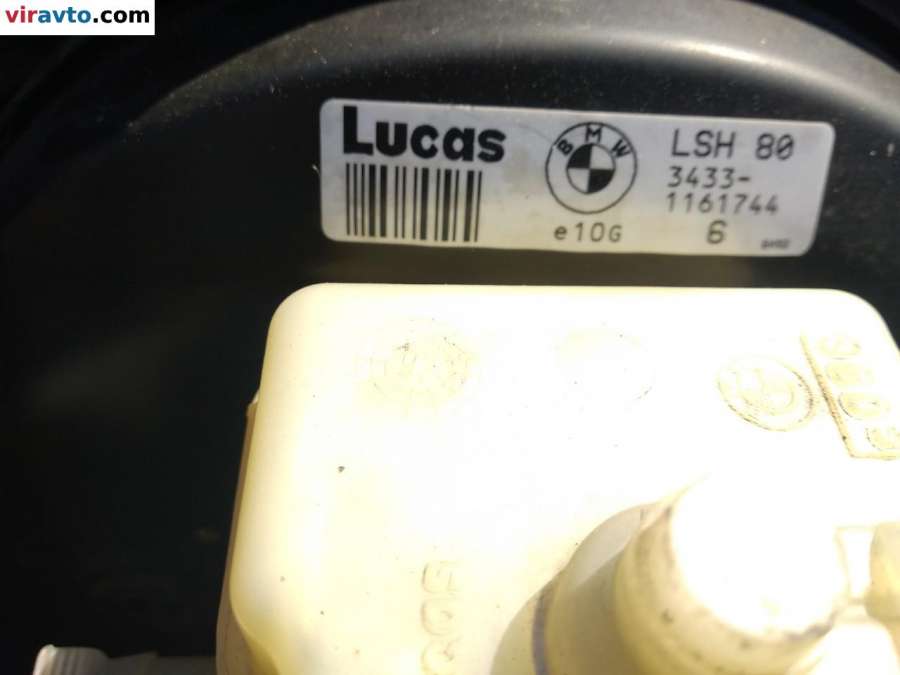 viravto.com
Lucas
BMW
LSH 80
3433-
1161744
e10G
6